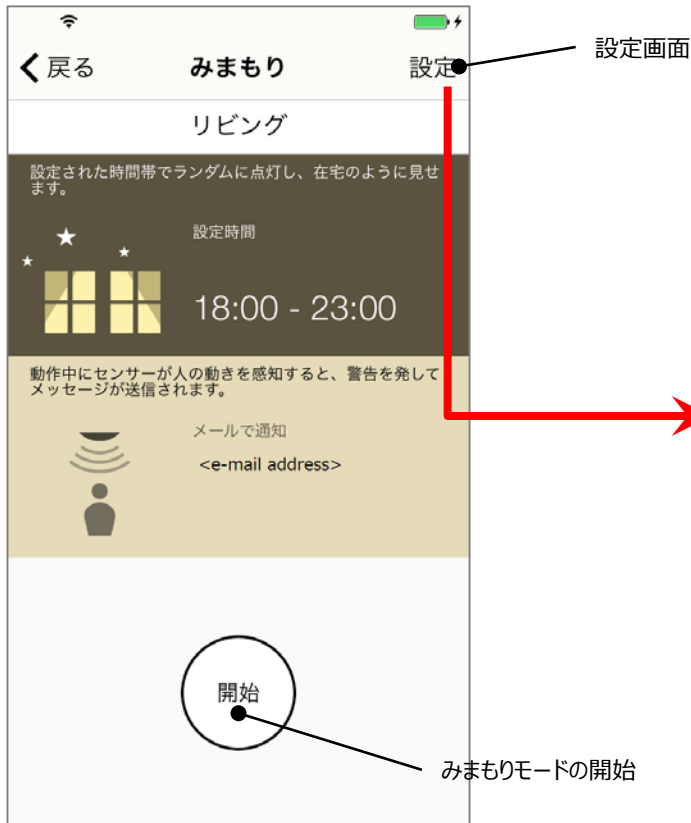 戻る
みまもり
設定
設定画面
リビング
設定された時間帯でランダムに点灯し、在宅のように見せ
ます。
設定時間
18:00 - 23:00
動作中にセンサーが人の動きを感知すると、警告を発して
メッセージが送信されます。
メールで通知
<e-mail address>
開始
みまもりモードの開始